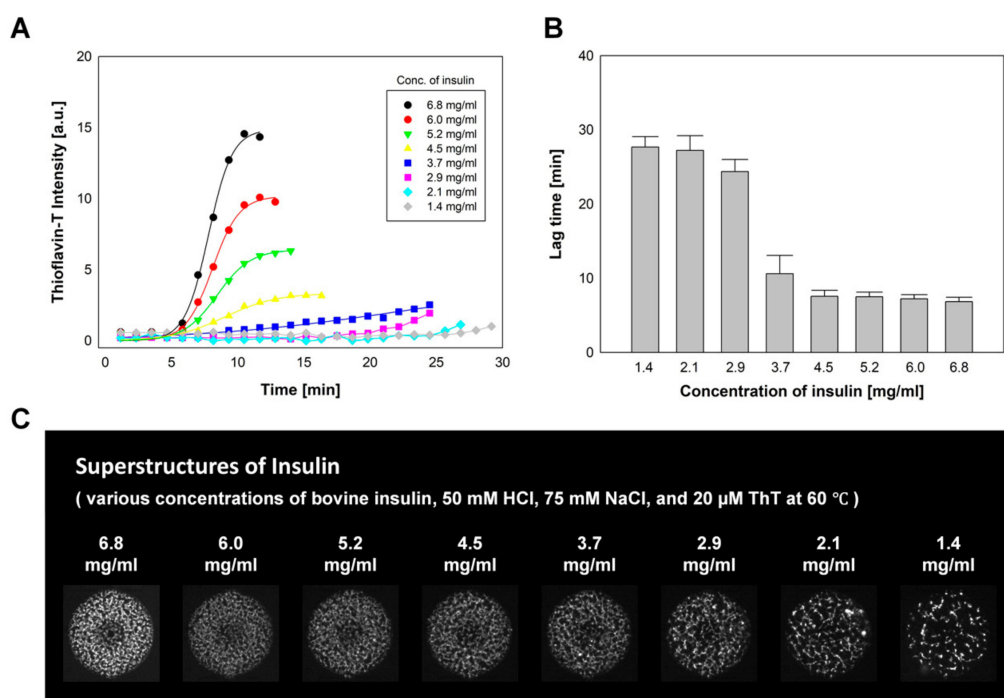 A
20
15
10
5
0
Thioflavin-T Intensity [a.u.]
Conc. of insulin
6.8 mg/ml
6.0 mg/ml
5.2 mg/ml
4.5 mg/ml
3.7 mg/ml
2.9 mg/ml
2.1 mg/ml
1.4 mg/ml
0 5 10 15 20 25 30
Time [min]
B
40
30
20
10
0
Lag time [min]
1.4 2.1 2.9 3.7 4.5 5.2 6.0 6.8
Concentration of insulin [mg/ml]
C
Superstructures of Insulin
( various concentrations of bovine insulin, 50 mM HCl, 75 mM NaCl, and 20 μM ThT at 60 ℃ )
6.8 6.0 5.2 4.5 3.7 2.9 2.1 1.4
mg/ml mg/ml mg/ml mg/ml mg/ml mg/ml mg/ml mg/ml